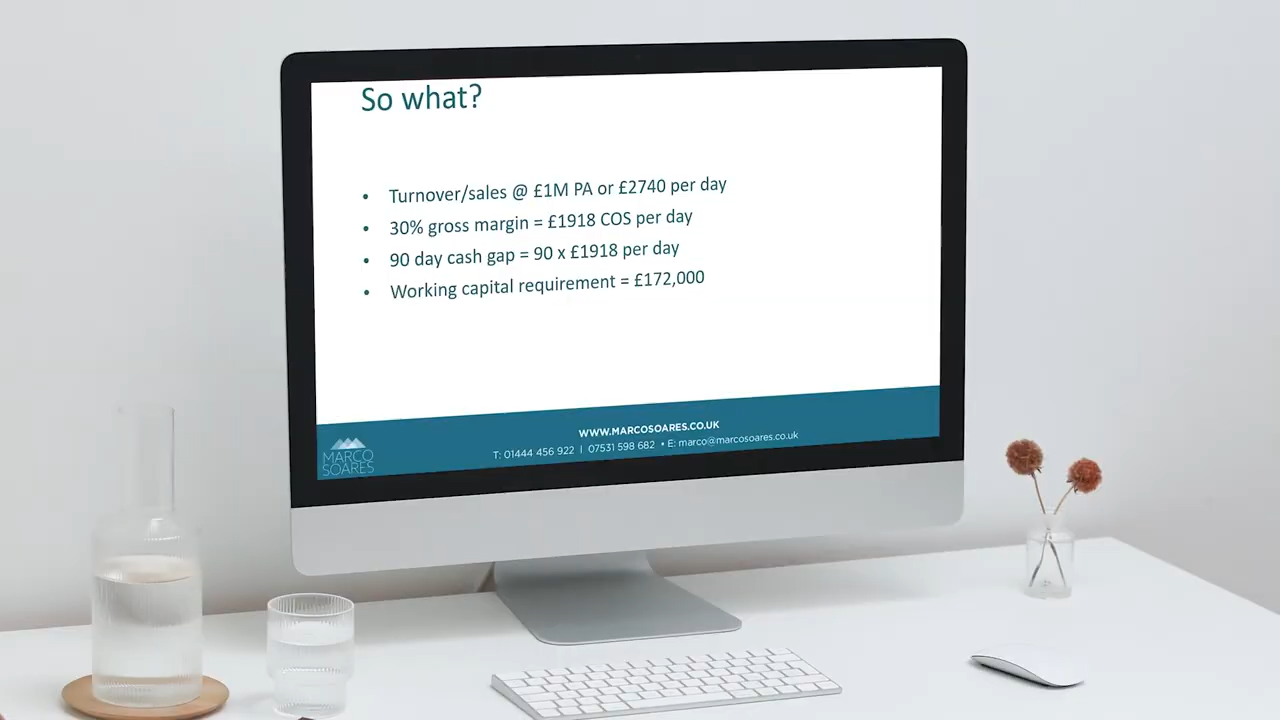 So what?
• Turnover/sales @ £1M PA or £2740 per day
• 30% gross margin = £1918 COS per day
• 90 day cash gap = 90 x £1918 per day
• Working capital requirement = £172,000
WWW.MARCOSOARES.CO.UK
T: 01444 456 922 | 07531 598 682 • E: marco@marcosoares.co.uk
MARCO
SOARES